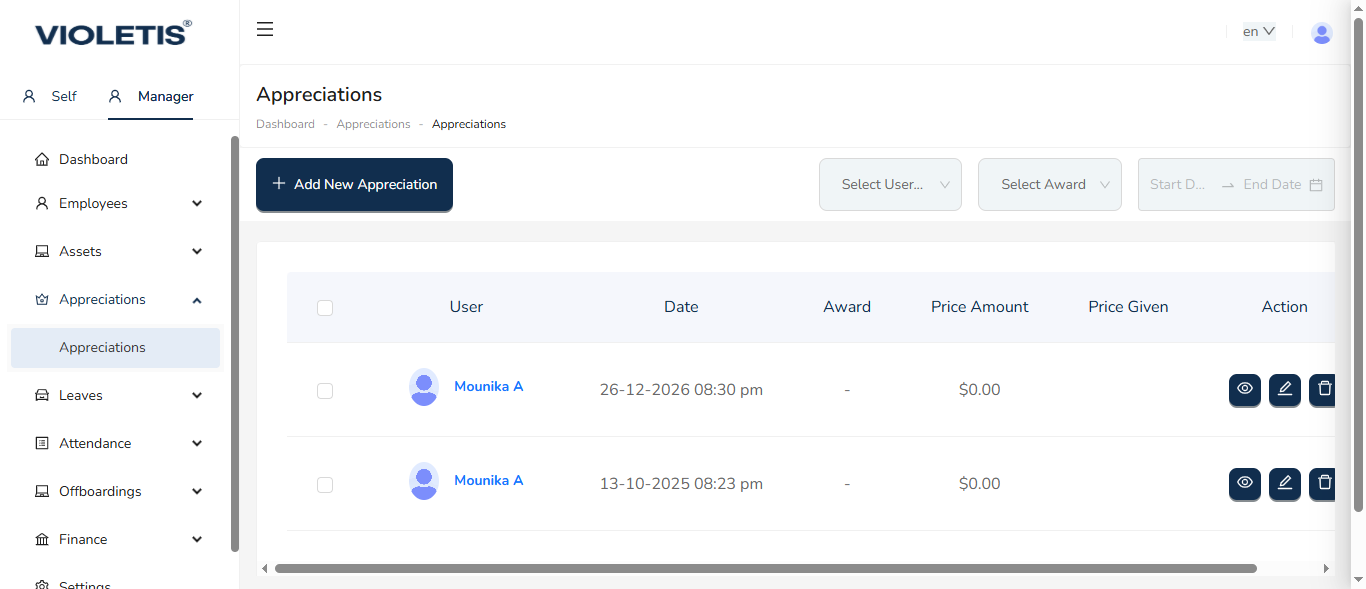 VIOLETIS®
Self
Manager
Dashboard
Employees
Assets
Appreciations
Appreciations
Leaves
Attendance
Offboardings
Finance
Settings
en
Appreciations
Dashboard - Appreciations - Appreciations
Add New Appreciation
Select User...
Select Award
Start D...
End Date
User Date Award Price Amount Price Given Action
Mounika A 26-12-2026 08:30 pm - $0.00
Mounika A 13-10-2025 08:23 pm - $0.00